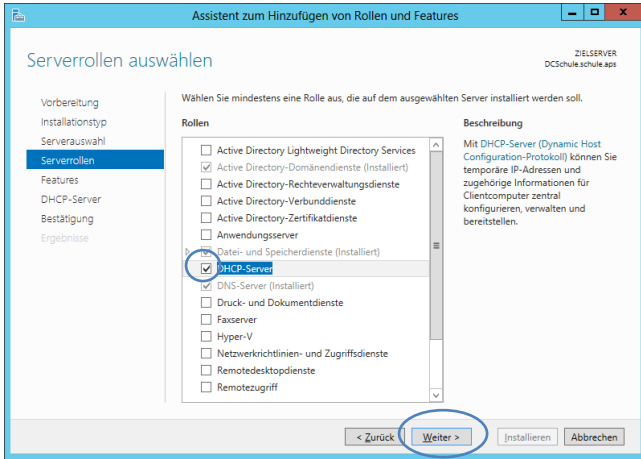 Assistent zum Hinzufügen von Rollen und Features
Serverrollen auswählen
ZIELSERVER
DCSchule.schule.aps
Vorbereitung
Installationstyp
Serverauswahl
Serverrollen
Features
DHCP-Server
Bestätigung
Ergebnisse
Wählen Sie mindestens eine Rolle aus, die auf dem ausgewählten Server installiert werden soll.
Rollen
Active Directory Lightweight Directory Services
Active Directory-Domänendienste (Installiert)
Active Directory-Rechteverwaltungsdienste
Active Directory-Verbunddienste
Active Directory-Zertifikatdienste
Anwendungsserver
Datei- und Speicherdienste (Installiert)
DHCP-Server
DNS-Server (Installiert)
Druck- und Dokumentdienste
Faxserver
Hyper-V
Netzwerkrichtlinien- und Zugriffsdienste
Remotedesktopdienste
Remotezugriff
Beschreibung
Mit DHCP-Server (Dynamic Host
Configuration-Protokoll) können Sie
temporäre IP-Adressen und
zugehörige Informationen für
Clientcomputer zentral
konfigurieren, verwalten und
bereitstellen.
< Zurück
Weiter >
Installieren
Abbrechen